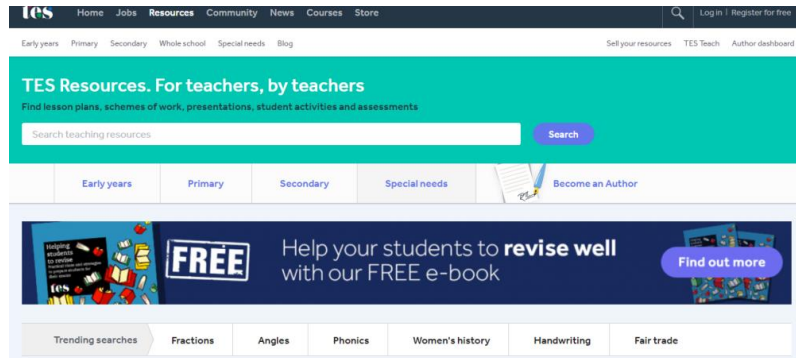 tes Home Jobs Resources Community News Courses Store Log in | Register for free
Early years Primary Secondary Whole school Special needs Blog Sell your resources TES Teach Author dashboard
TES Resources. For teachers, by teachers
Find lesson plans, schemes of work, presentations, student activities and assessments
Search teaching resources Search
Early years Primary Secondary Special needs Become an Author
Helping
students
to revise
tes
FREE
Help your students to revise well
with our FREE e-book
Find out more
Trending searches Fractions Angles Phonics Women's history Handwriting Fair trade